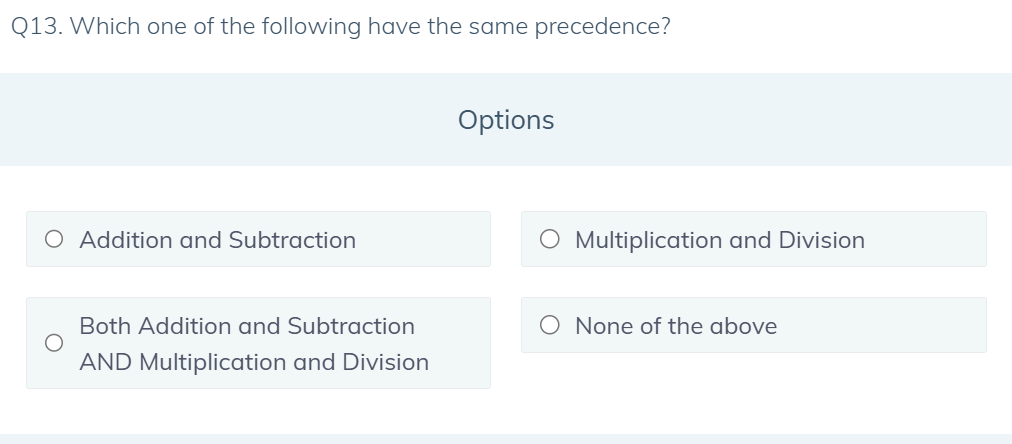 Q13. Which one of the following have the same precedence?
Options
Addition and Subtraction
Multiplication and Division
Both Addition and Subtraction
AND Multiplication and Division
None of the above